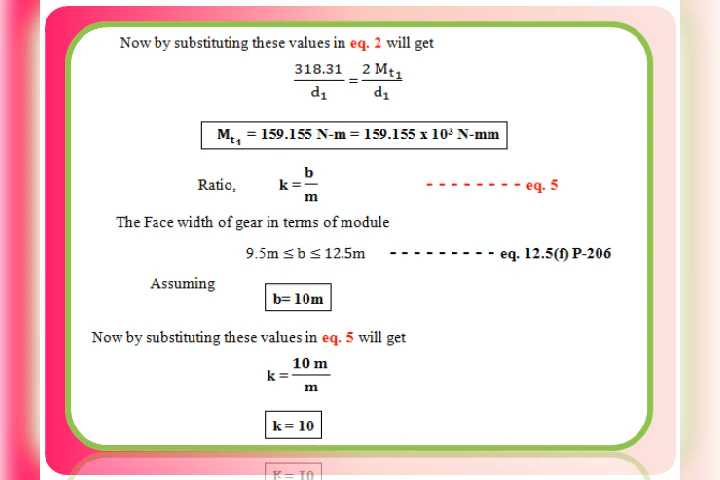 Now by substituting these values in eq. 2 will get
318.31 / d₁ = 2 Mt₁ / d₁
Mt₁ = 159.155 N-m = 159.155 x 10³ N-mm
Ratio, k = b / m - - - - - - - - eq. 5
The Face width of gear in terms of module
9.5m ≤ b ≤ 12.5m - - - - - - - - - eq. 12.5(f) P-206
Assuming
b= 10m
Now by substituting these values in eq. 5 will get
k = 10 m / m
k = 10